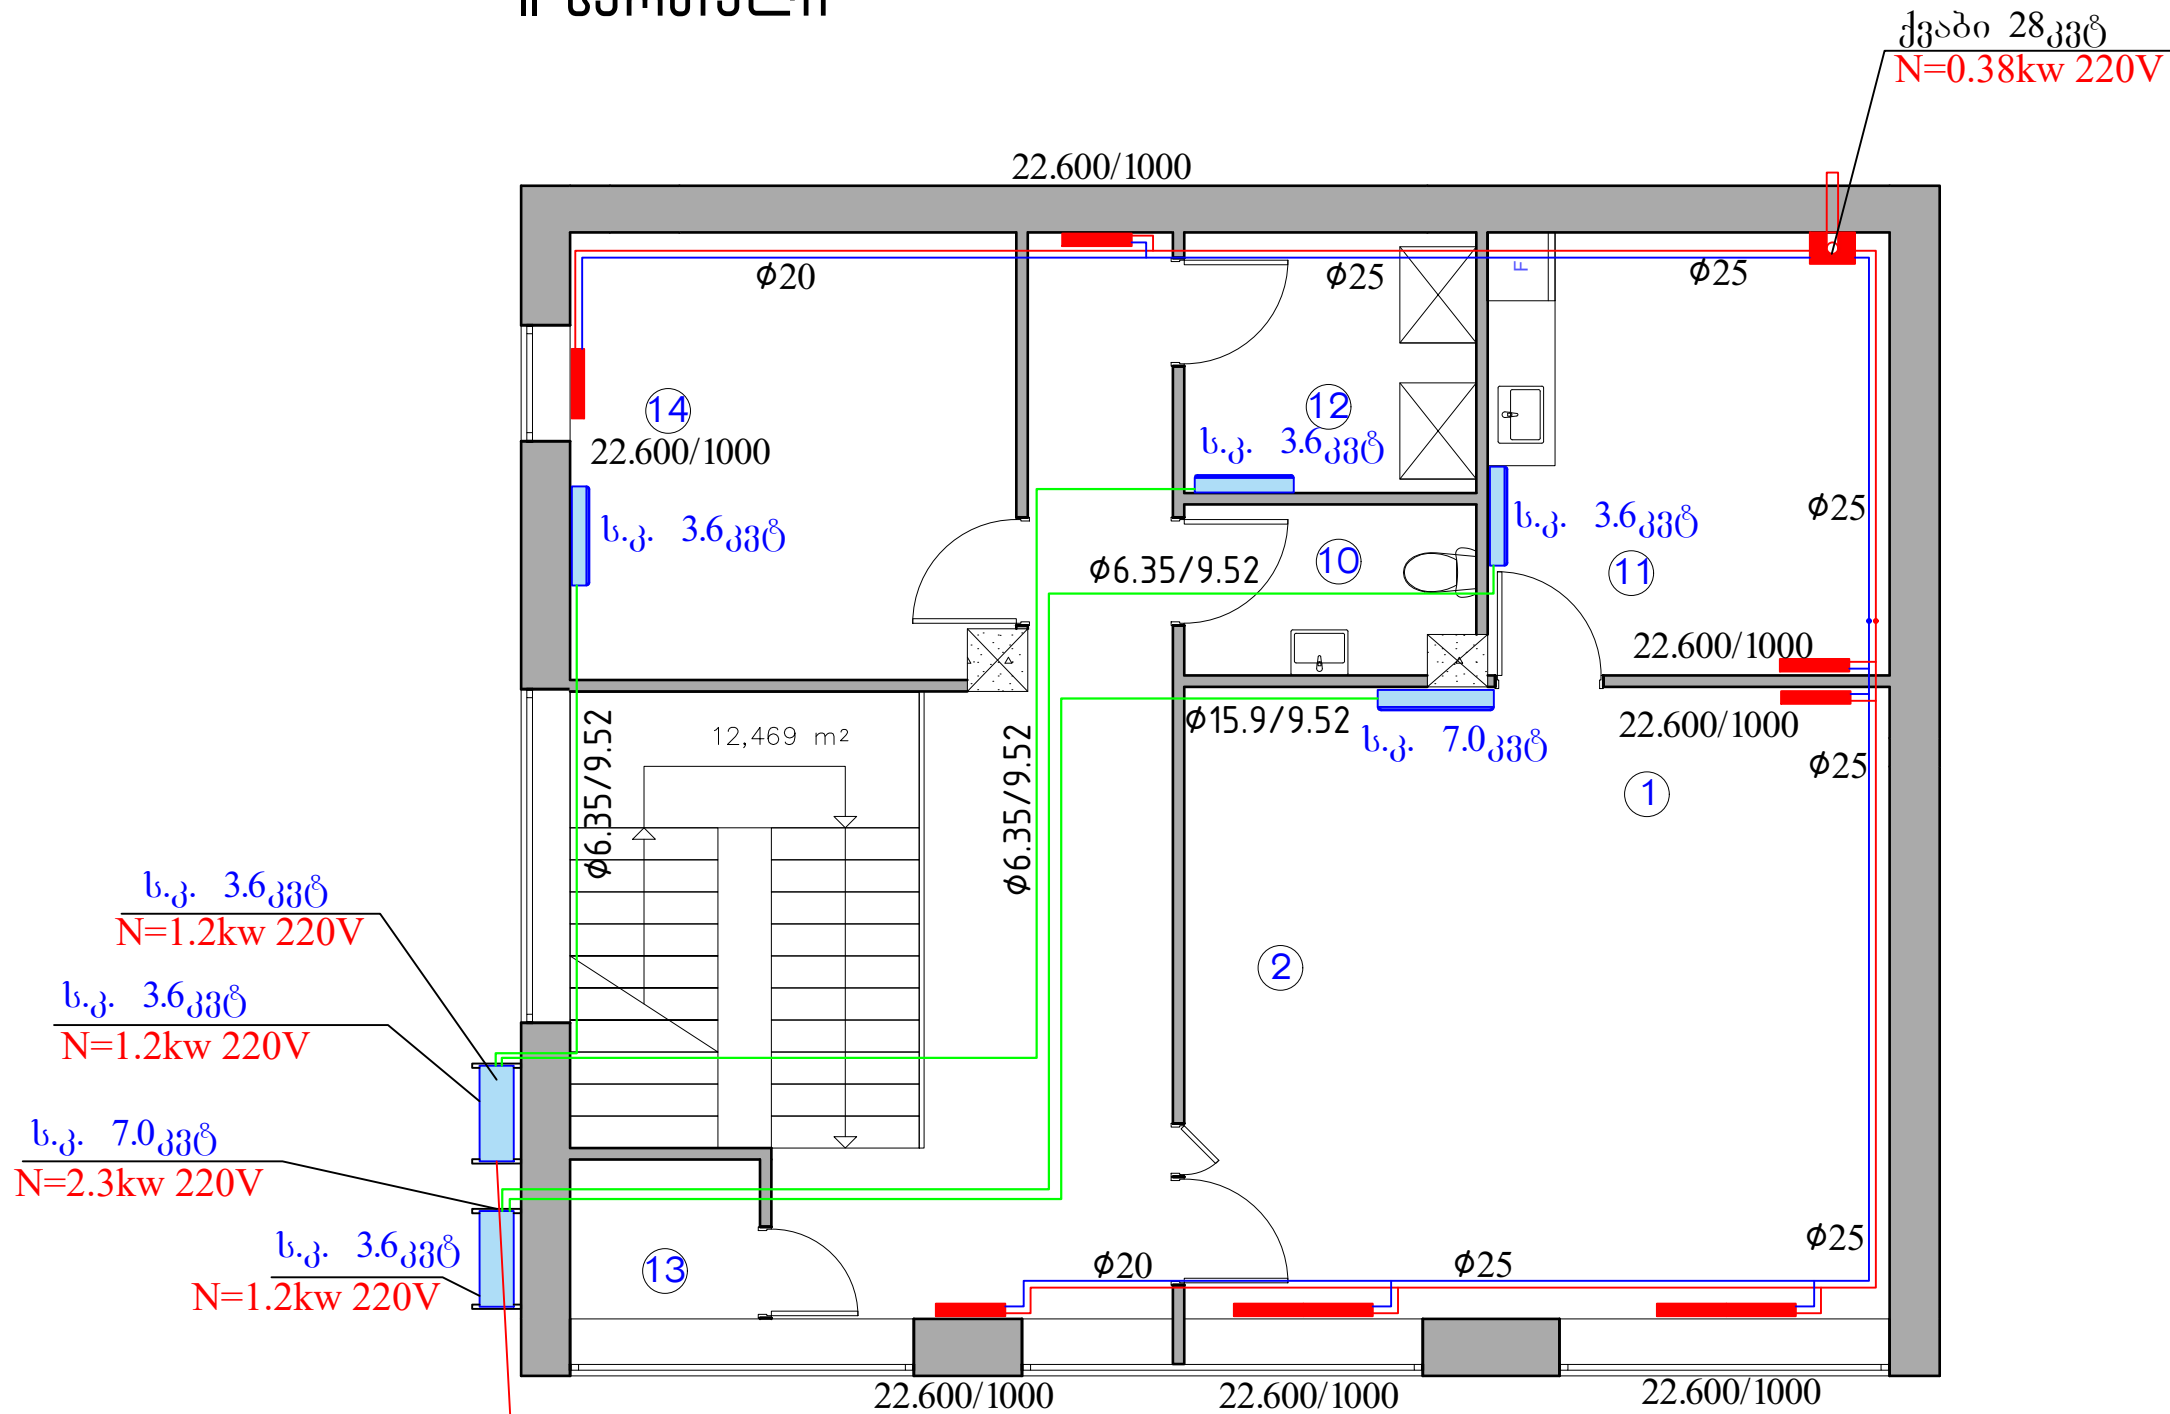 ქვაბი 28კვტ
N=0.38kw 220V
22.600/1000
ϕ20
ϕ25
F
ϕ25
14
22.600/1000
12
ს.კ. 3.6კვტ
ს.კ. 3.6კვტ
ს.კ. 3.6კვტ
ϕ25
ϕ6.35/9.52
10
11
22.600/1000
ϕ6.35/9.52
12,469 m²
ϕ6.35/9.52
ϕ15.9/9.52
ს.კ. 7.0კვტ
22.600/1000
ϕ25
1
2
ს.კ. 3.6კვტ
N=1.2kw 220V
ს.კ. 3.6კვტ
N=1.2kw 220V
ს.კ. 7.0კვტ
N=2.3kw 220V
ს.კ. 3.6კვტ
N=1.2kw 220V
13
ϕ20
ϕ25
ϕ25
22.600/1000
22.600/1000
22.600/1000